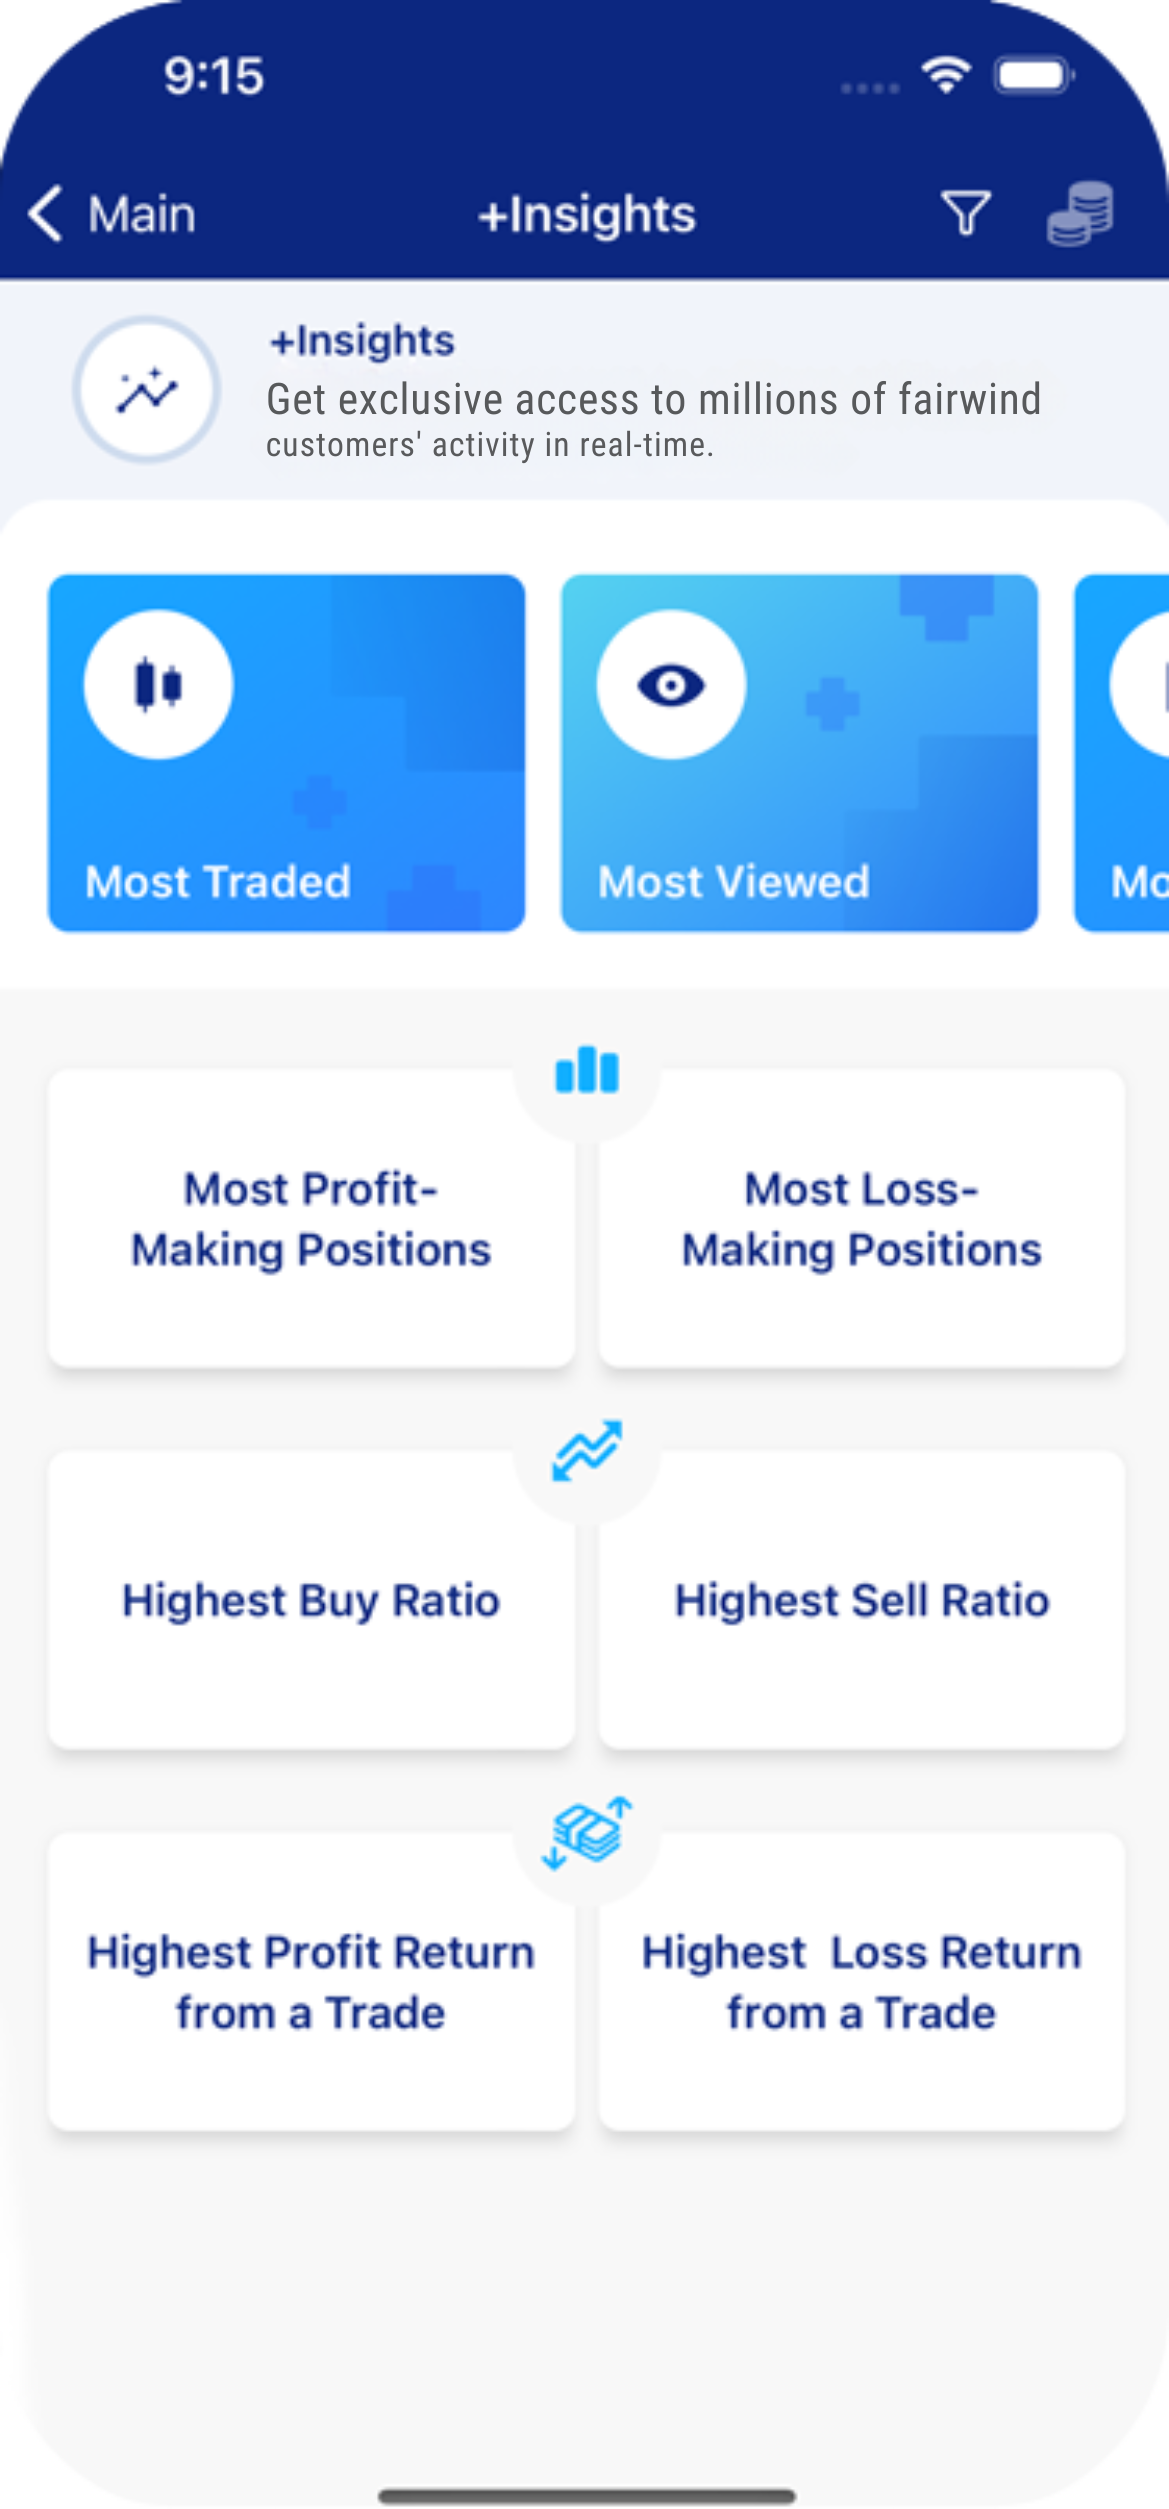 9:15
Main
+Insights
+Insights
Get exclusive access to millions of fairwind
customers' activity in real-time.
Most Traded
Most Viewed
Mo
Most Profit-
Making Positions
Most Loss-
Making Positions
Highest Buy Ratio
Highest Sell Ratio
Highest Profit Return
from a Trade
Highest  Loss Return
from a Trade